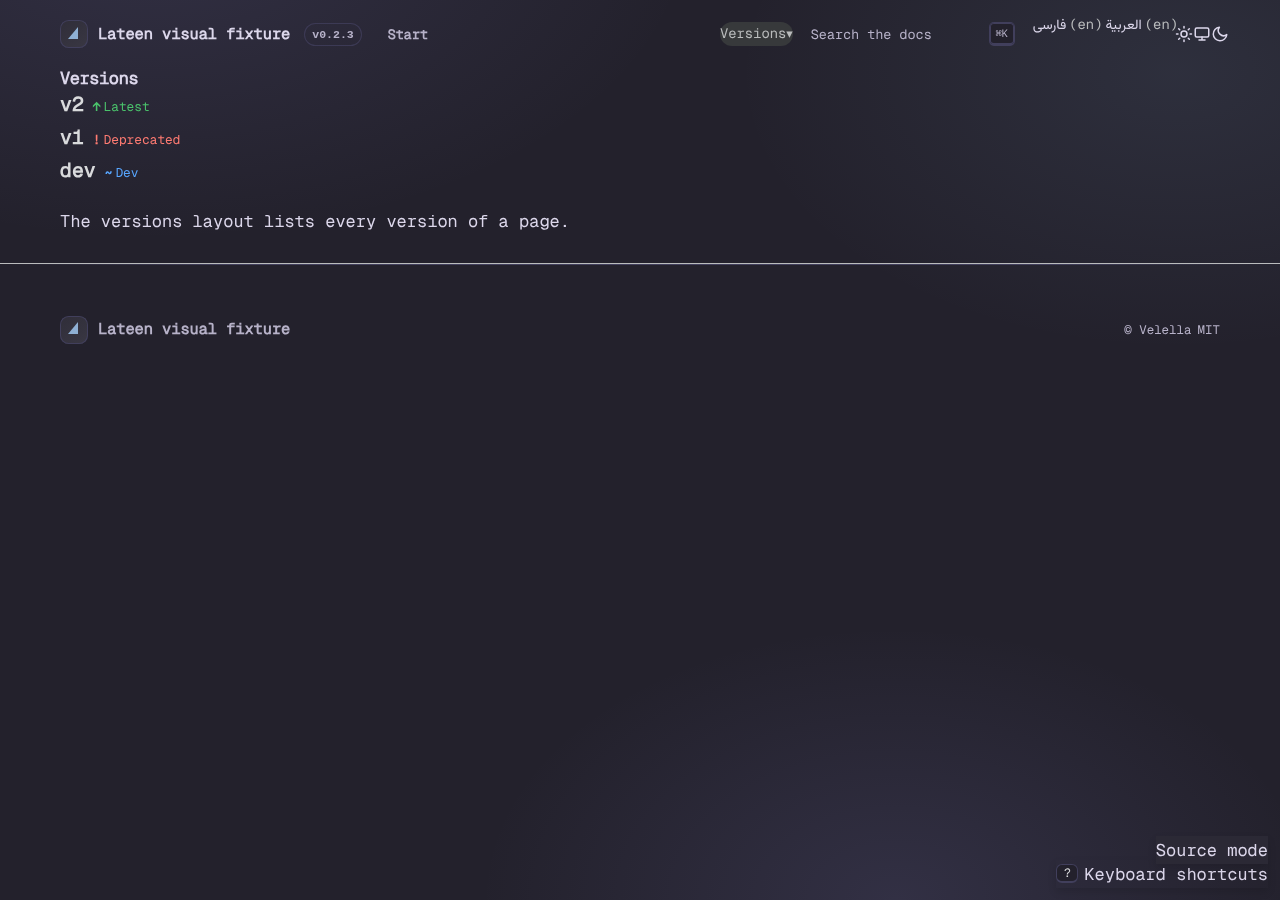 Lateen visual fixture v0.2.3 Start Versions▾ Search the docs ⌘K فارسی (en) العربية (en)
Versions
v2 ↑ Latest
v1 ! Deprecated
dev ~ Dev
The versions layout lists every version of a page.
Lateen visual fixture © Velella MIT
Source mode
? Keyboard shortcuts